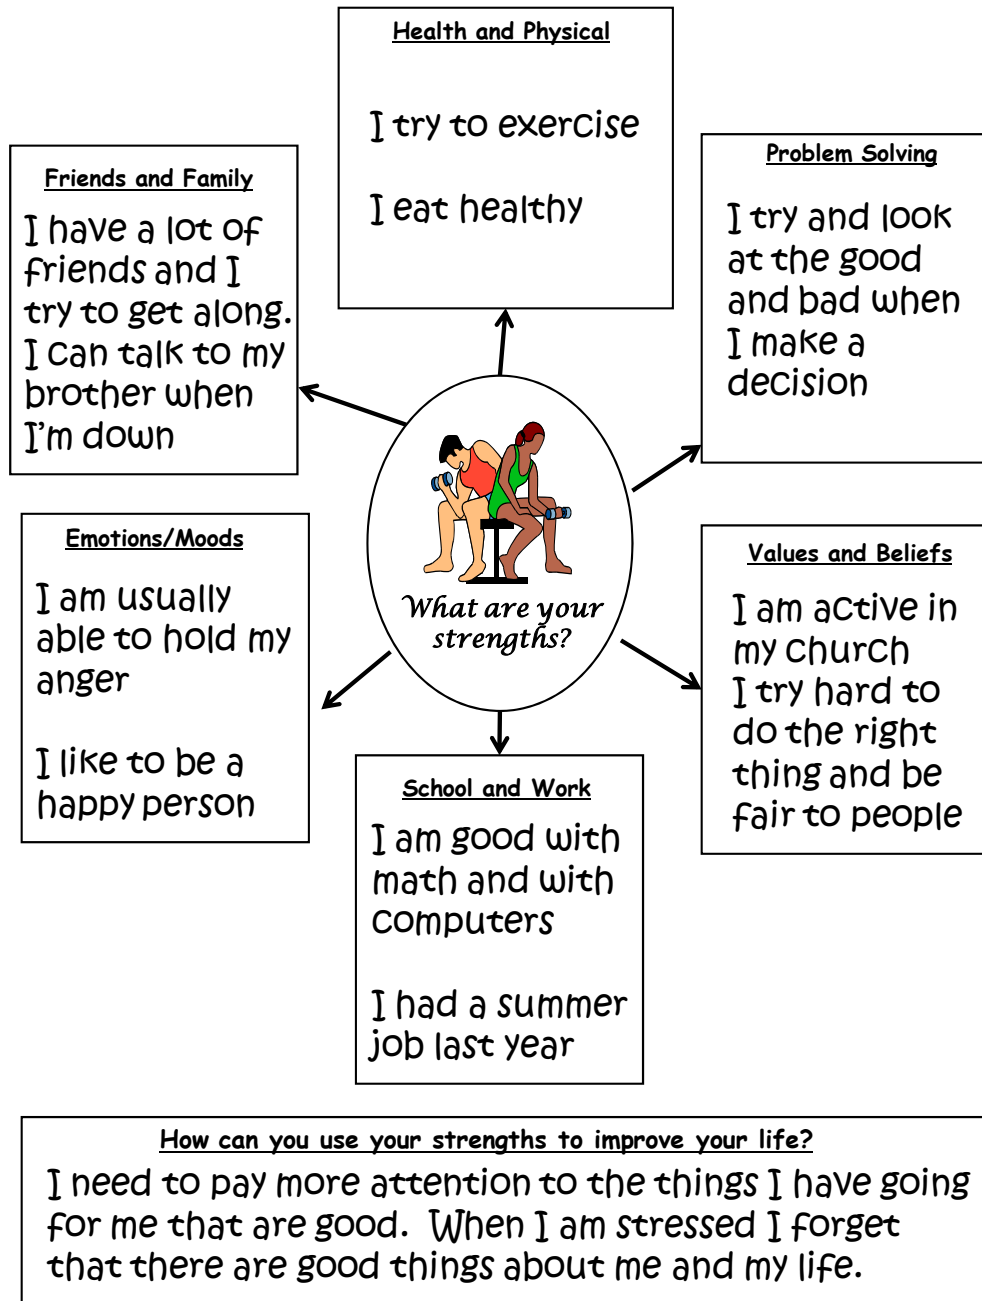 Health and Physical
I try to exercise
I eat healthy
Friends and Family
I have a lot of
friends and I
try to get along.
I can talk to my
brother when
I'm down
Problem Solving
I try and look
at the good
and bad when
I make a
decision
What are your
strengths?
Emotions/Moods
I am usually
able to hold my
anger
I like to be a
happy person
Values and Beliefs
I am active in
my church
I try hard to
do the right
thing and be
fair to people
School and Work
I am good with
math and with
computers
I had a summer
job last year
How can you use your strengths to improve your life?
I need to pay more attention to the things I have going
for me that are good.  When I am stressed I forget
that there are good things about me and my life.